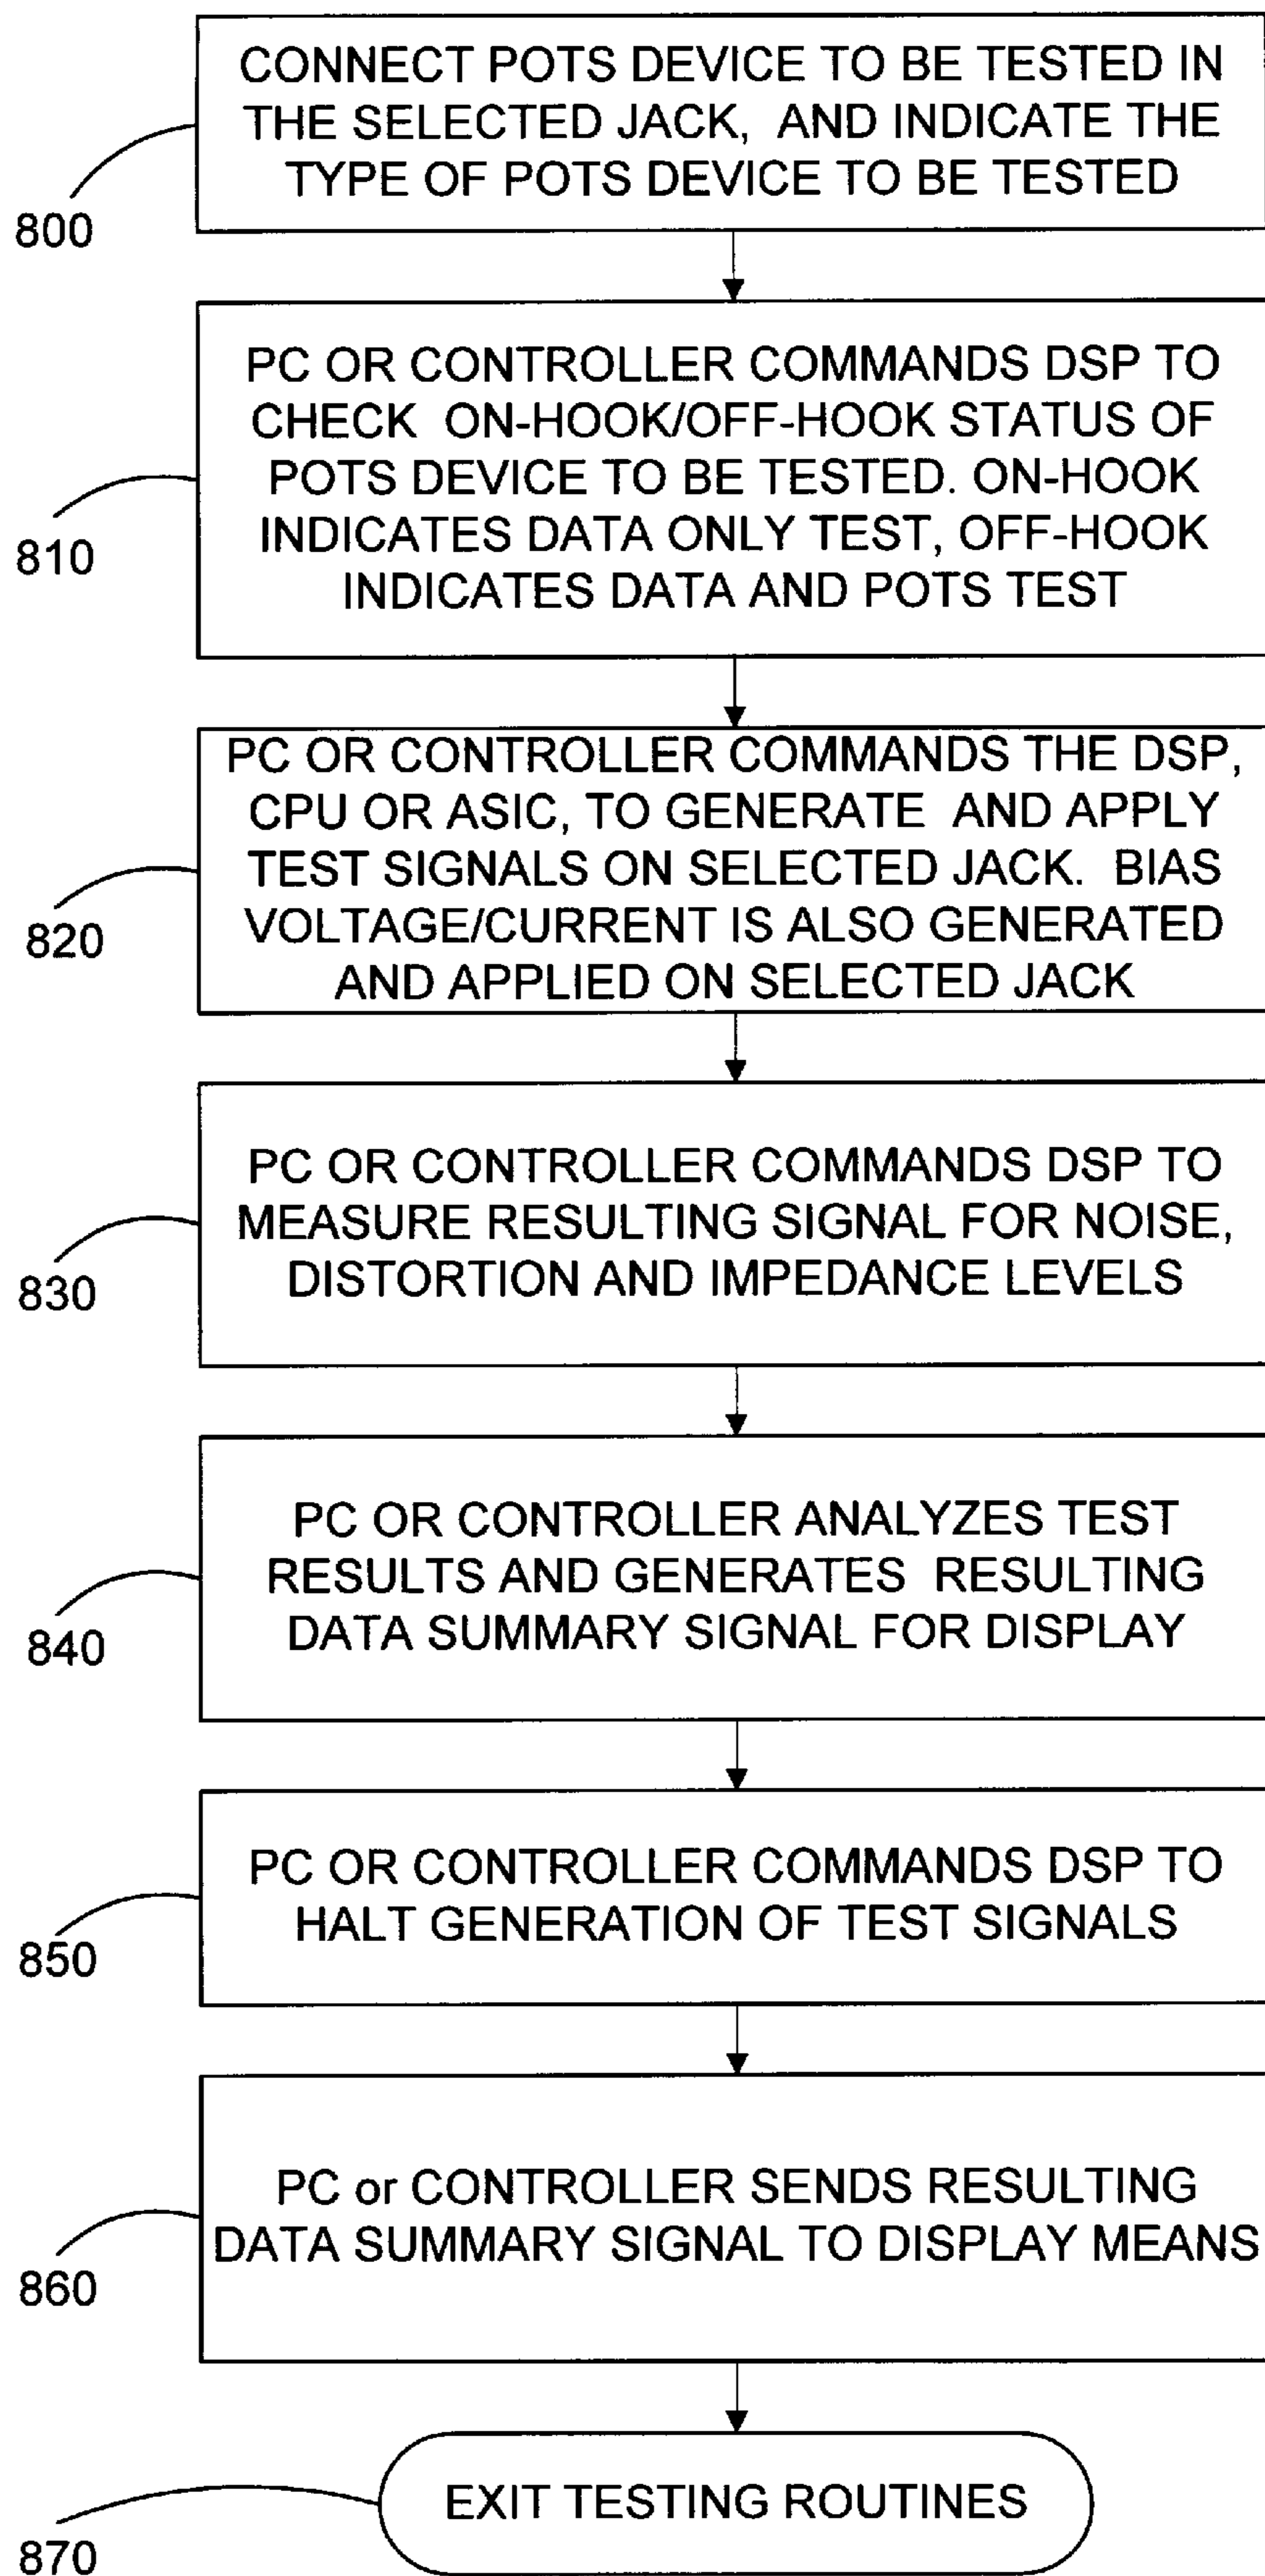 CONNECT POTS DEVICE TO BE TESTED IN
THE SELECTED JACK, AND INDICATE THE
TYPE OF POTS DEVICE TO BE TESTED
800
PC OR CONTROLLER COMMANDS DSP TO
CHECK ON-HOOK/OFF-HOOK STATUS OF
POTS DEVICE TO BE TESTED. ON-HOOK
INDICATES DATA ONLY TEST, OFF-HOOK
INDICATES DATA AND POTS TEST
810
PC OR CONTROLLER COMMANDS THE DSP,
CPU OR ASIC, TO GENERATE AND APPLY
TEST SIGNALS ON SELECTED JACK. BIAS
VOLTAGE/CURRENT IS ALSO GENERATED
AND APPLIED ON SELECTED JACK
820
PC OR CONTROLLER COMMANDS DSP TO
MEASURE RESULTING SIGNAL FOR NOISE,
DISTORTION AND IMPEDANCE LEVELS
830
PC OR CONTROLLER ANALYZES TEST
RESULTS AND GENERATES RESULTING
DATA SUMMARY SIGNAL FOR DISPLAY
840
PC OR CONTROLLER COMMANDS DSP TO
HALT GENERATION OF TEST SIGNALS
850
PC or CONTROLLER SENDS RESULTING
DATA SUMMARY SIGNAL TO DISPLAY MEANS
860
EXIT TESTING ROUTINES
870